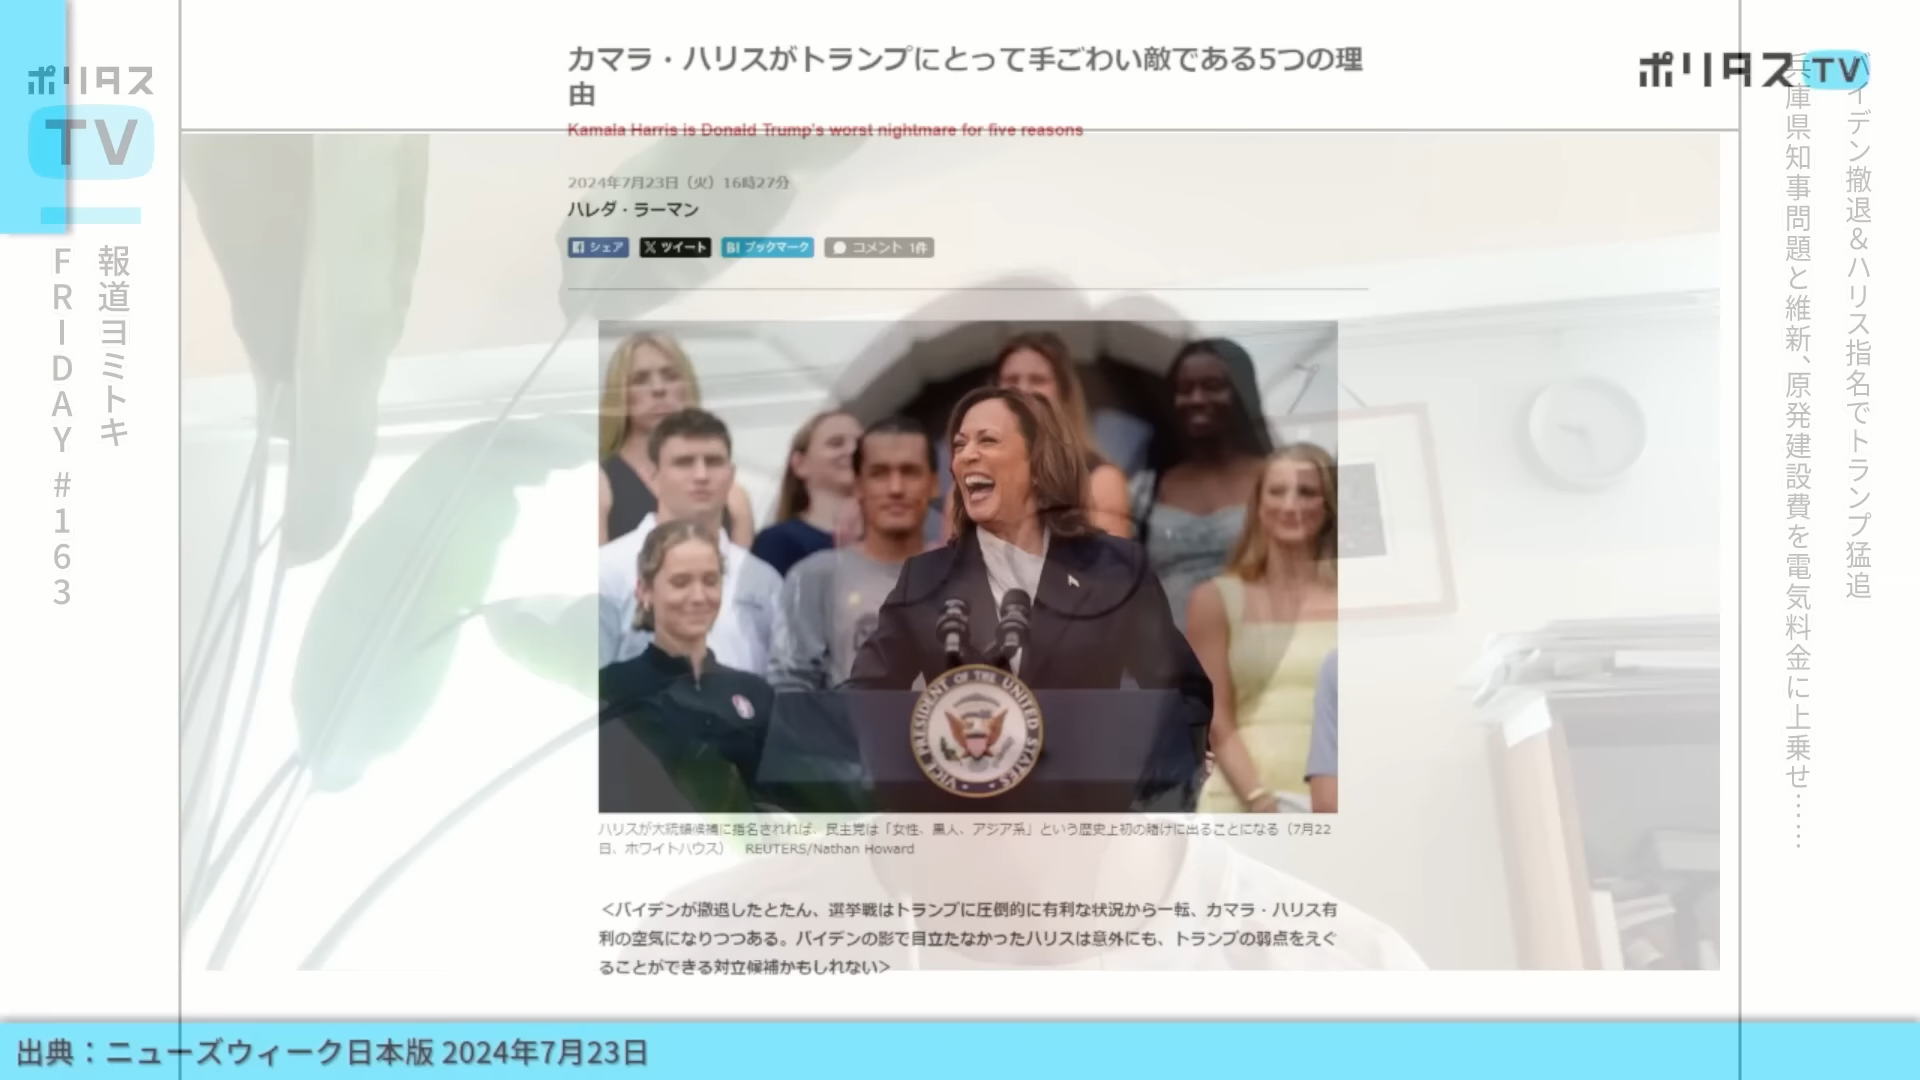 カマラ・ハリスがトランプにとって手ごわい敵である5つの理
由
Kamala Harris is Donald Trump's worst nightmare for five reasons
2024年7月23日（火）16時27分
ハレダ・ラーマン
シェア
ツイート
B! ブックマーク
コメント 1件
VICE PRESIDENT OF THE UNITED STATES
ハリスが大統領候補に指名されれば、民主党は「女性、黒人、アジア系」という歴史上初の賭けに出ることになる（7月22
日、ホワイトハウス） REUTERS/Nathan Howard
＜バイデンが撤退したとたん、選挙戦はトランプに圧倒的に有利な状況から一転、カマラ・ハリス有
利の空気になりつつある。バイデンの影で目立たなかったハリスは意外にも、トランプの弱点をえぐ
ることができる対立候補かもしれない＞
ポリタス
TV
報道ヨミトキ
FRIDAY #163
ポリタス TV
バイデン撤退＆ハリス指名でトランプ猛追
兵庫県知事問題と維新、原発建設費を電気料金に上乗せ……
出典：ニューズウィーク日本版 2024年7月23日